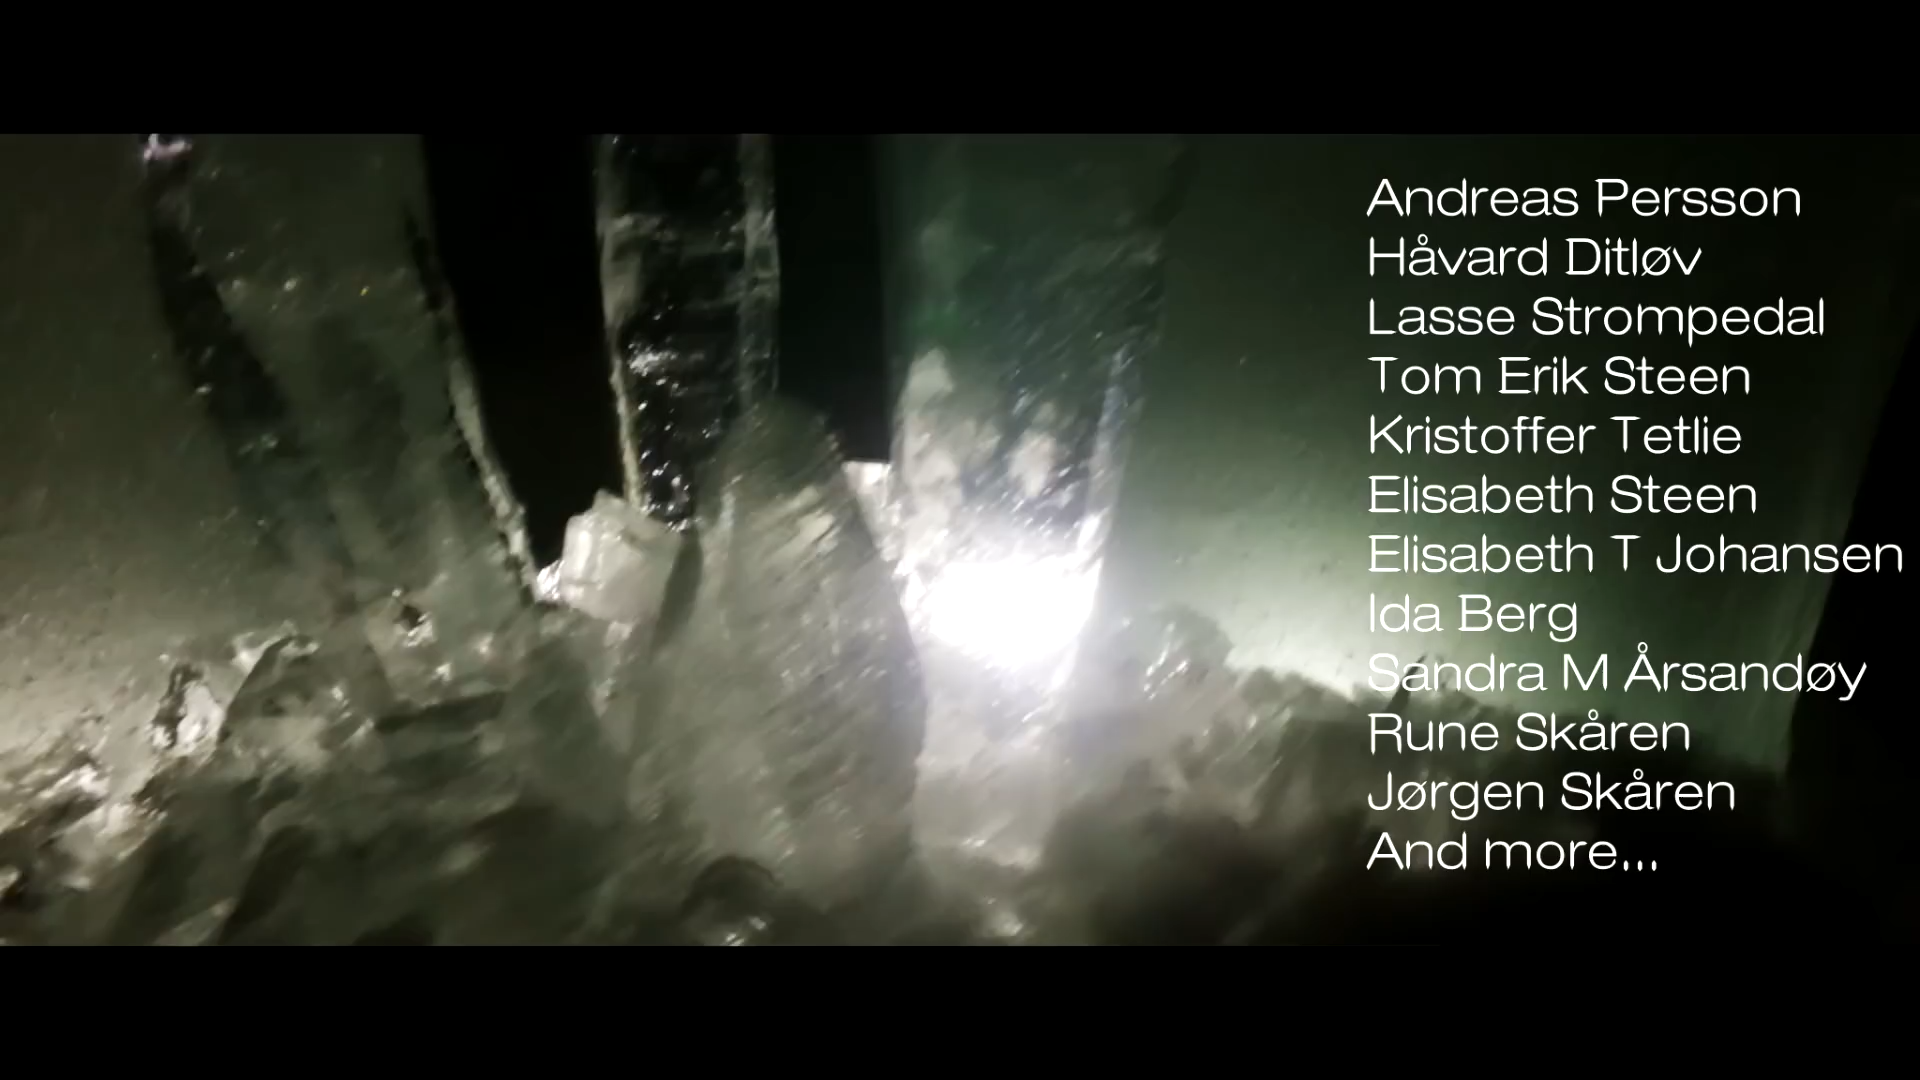 Andreas Persson
Håvard Ditløv
Lasse Strompedal
Tom Erik Steen
Kristoffer Tetlie
Elisabeth Steen
Elisabeth T Johansen
Ida Berg
Sandra M Årsandøy
Rune Skåren
Jørgen Skåren
And more...